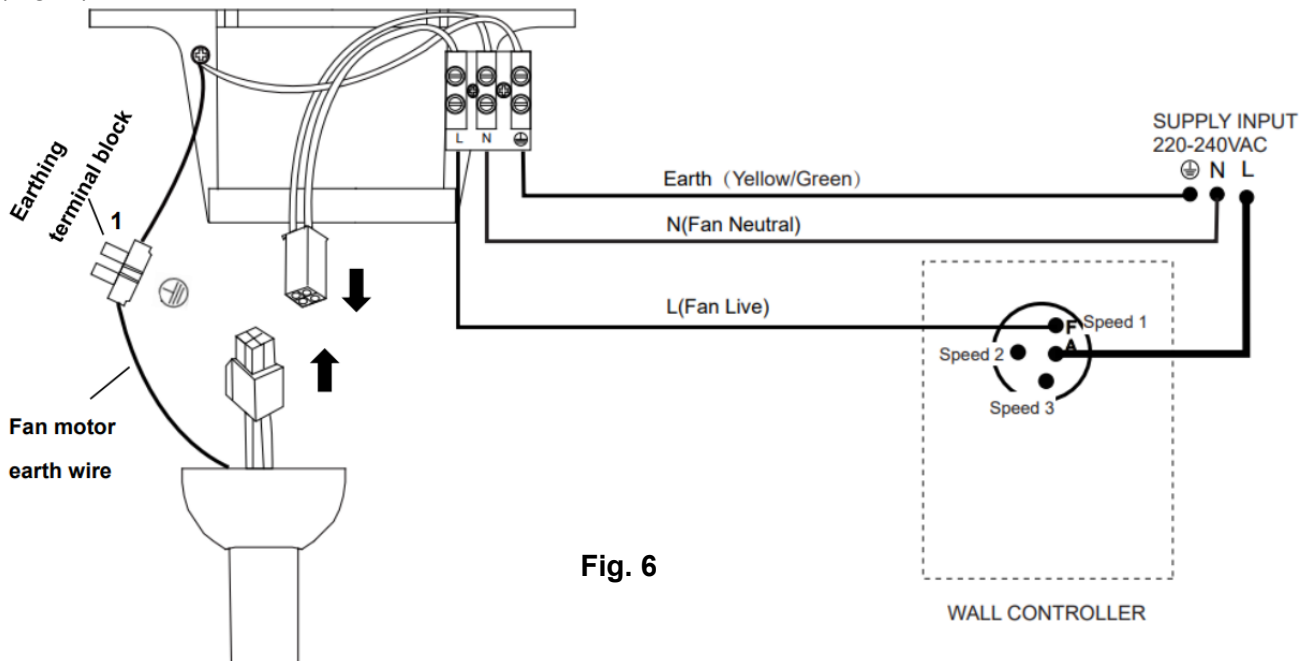 Earthing
terminal block
1
L N
SUPPLY INPUT
220-240VAC
N L
Earth（Yellow/Green）
N(Fan Neutral)
L(Fan Live)
F Speed 1
A
Speed 2
Speed 3
Fan motor
earth wire
Fig. 6
WALL CONTROLLER